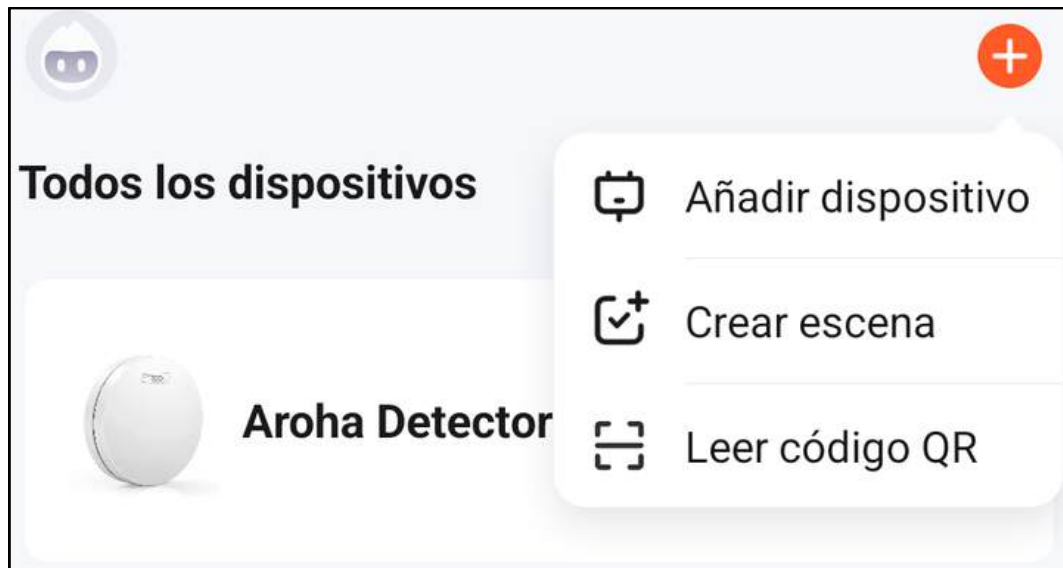 Todos los dispositivos
Añadir dispositivo
Crear escena
Aroha Detector
Leer código QR